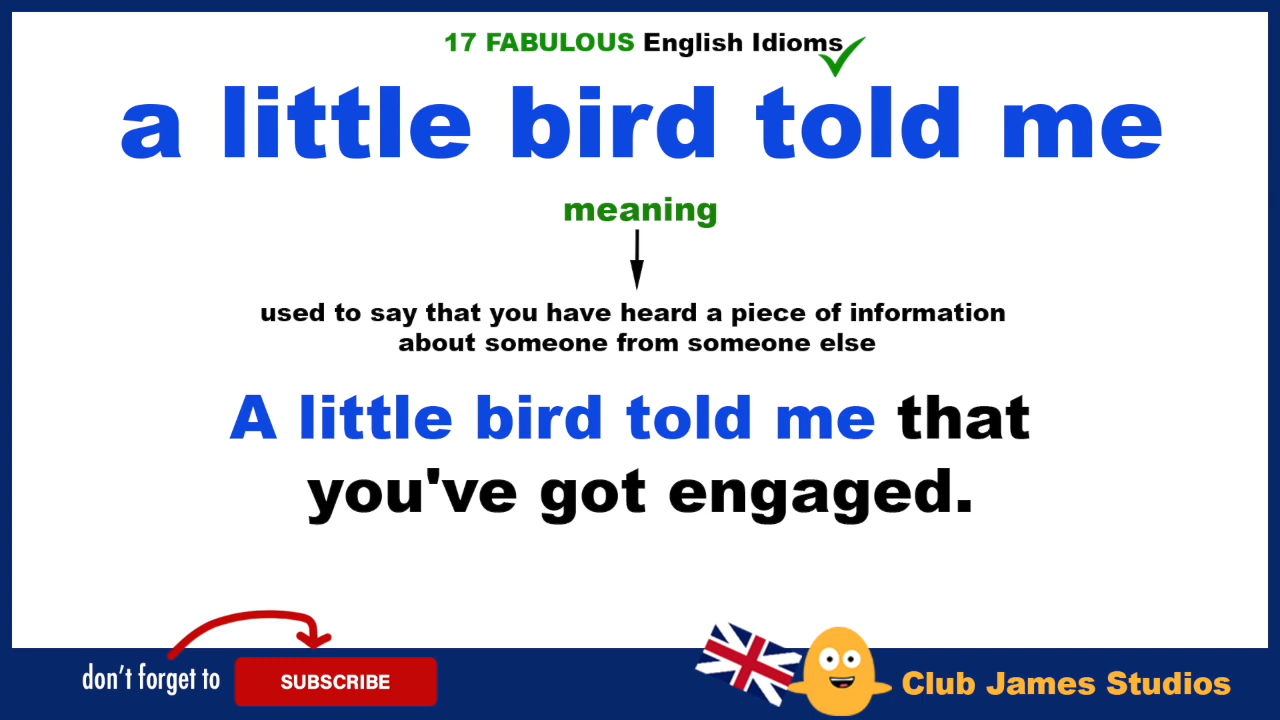 17 FABULOUS English Idioms
a little bird told me
meaning
used to say that you have heard a piece of information
about someone from someone else
A little bird told me that
you've got engaged.
don't forget to
SUBSCRIBE
Club James Studios